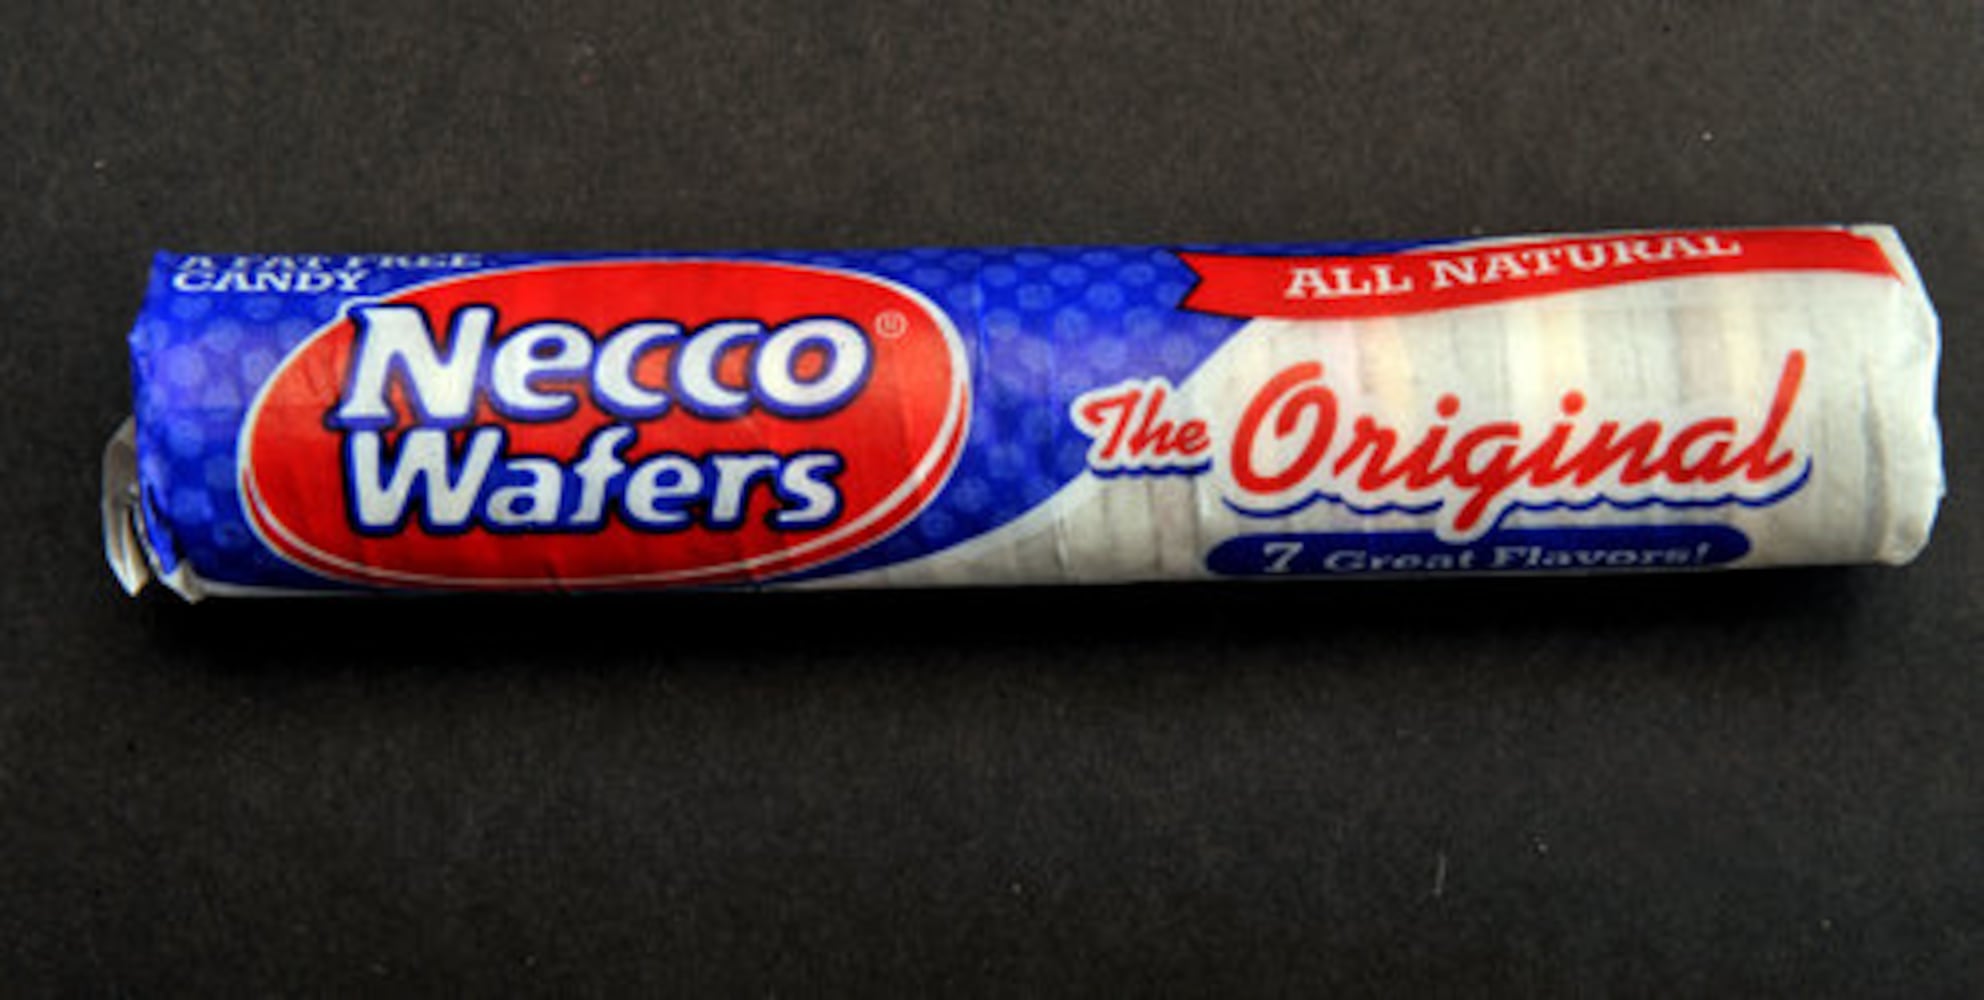 A FAT FREE
CANDY
Necco®
Wafers
ALL NATURAL
The Original
7 Great Flavors!